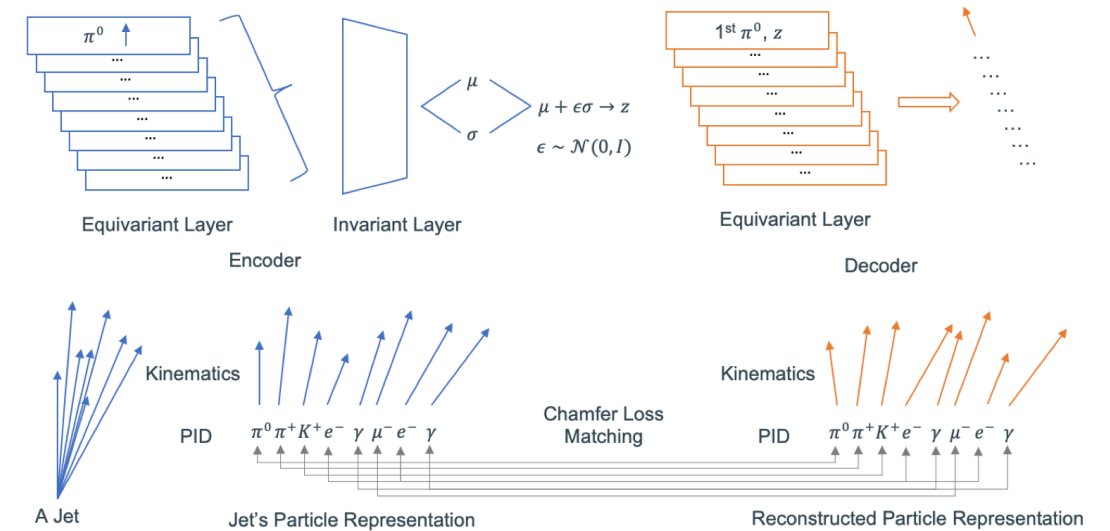 π⁰
...
...
...
...
...
...
...
μ
σ
μ + ϵσ → z
ϵ ~ 𝒩(0, I)
1ˢᵗ π⁰, z
...
...
...
...
...
...
...
...
...
...
...
...
...
...
Equivariant Layer
Invariant Layer
Encoder
Equivariant Layer
Decoder
A Jet
Kinematics
PID
π⁰ π⁺ K⁺ e⁻ γ μ⁻ e⁻ γ
Jet's Particle Representation
Chamfer Loss
Matching
Kinematics
PID
π⁰ π⁺ K⁺ e⁻ γ μ⁻ e⁻ γ
Reconstructed Particle Representation